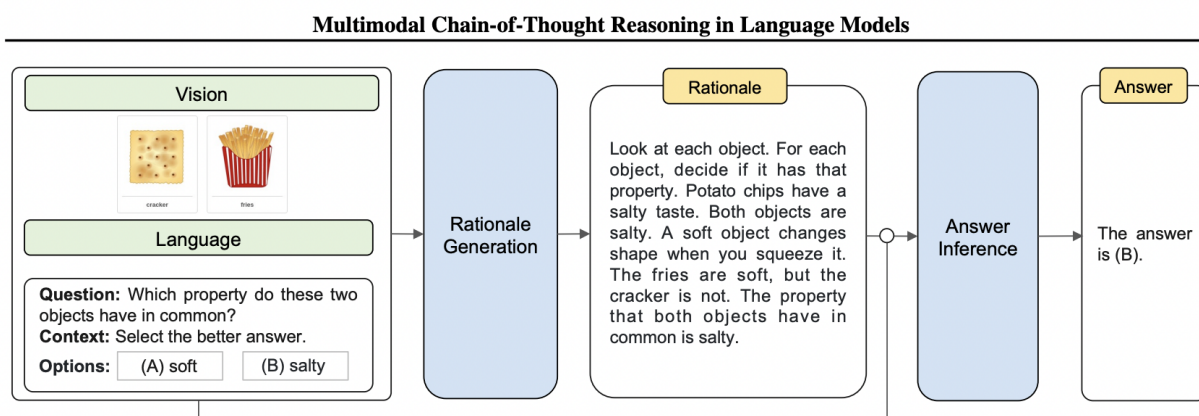 Multimodal Chain-of-Thought Reasoning in Language Models
Vision
cracker
fries
Language
Question: Which property do these two
objects have in common?
Context: Select the better answer.
Options:
(A) soft
(B) salty
Rationale
Generation
Rationale
Look at each object. For each
object, decide if it has that
property. Potato chips have a
salty taste. Both objects are
salty. A soft object changes
shape when you squeeze it.
The fries are soft, but the
cracker is not. The property
that both objects have in
common is salty.
Answer
Inference
Answer
The answer
is (B).